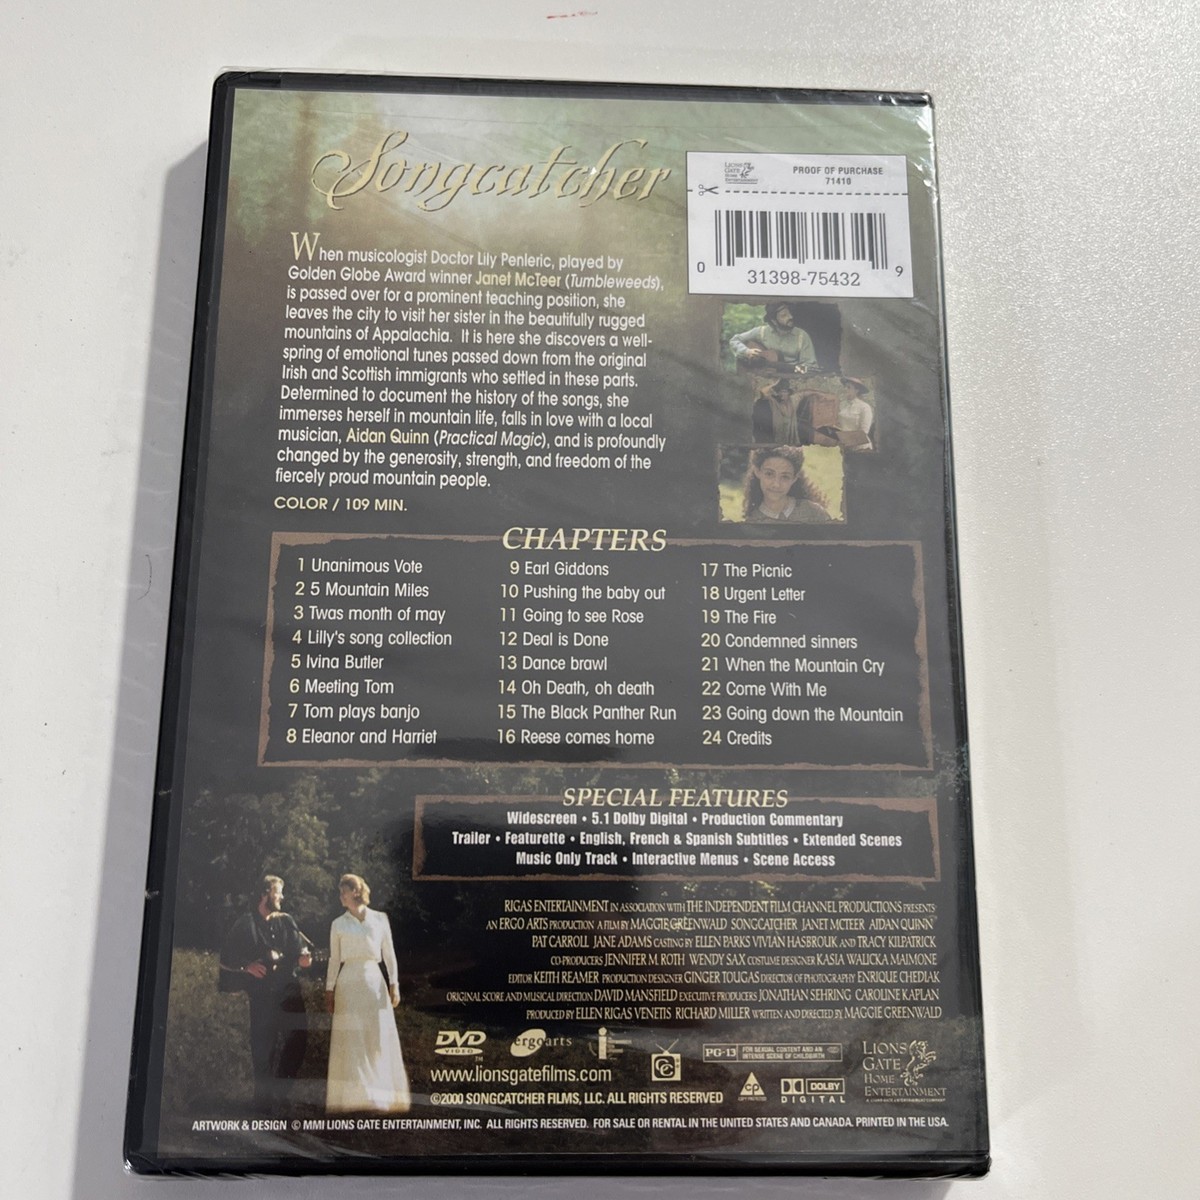 Songcatcher
LIONS GATE Home Entertainment
PROOF OF PURCHASE
71410
0 31398-75432 9
When musicologist Doctor Lily Penleric, played by
Golden Globe Award winner Janet McTeer (Tumbleweeds),
is passed over for a prominent teaching position, she
leaves the city to visit her sister in the beautifully rugged
mountains of Appalachia. It is here she discovers a well-
spring of emotional tunes passed down from the original
Irish and Scottish immigrants who settled in these parts.
Determined to document the history of the songs, she
immerses herself in mountain life, falls in love with a local
musician, Aidan Quinn (Practical Magic), and is profoundly
changed by the generosity, strength, and freedom of the
fiercely proud mountain people.
COLOR / 109 MIN.
CHAPTERS
1 Unanimous Vote
2 5 Mountain Miles
3 Twas month of may
4 Lilly's song collection
5 Ivina Butler
6 Meeting Tom
7 Tom plays banjo
8 Eleanor and Harriet
9 Earl Giddons
10 Pushing the baby out
11 Going to see Rose
12 Deal is Done
13 Dance brawl
14 Oh Death, oh death
15 The Black Panther Run
16 Reese comes home
17 The Picnic
18 Urgent Letter
19 The Fire
20 Condemned sinners
21 When the Mountain Cry
22 Come With Me
23 Going down the Mountain
24 Credits
SPECIAL FEATURES
Widescreen • 5.1 Dolby Digital • Production Commentary
Trailer • Featurette • English, French & Spanish Subtitles • Extended Scenes
Music Only Track • Interactive Menus • Scene Access
RIGAS ENTERTAINMENT IN ASSOCIATION WITH THE INDEPENDENT FILM CHANNEL PRODUCTIONS PRESENTS
AN ERGO ARTS PRODUCTION A FILM BY MAGGIE GREENWALD SONGCATCHER JANET MCTEER AIDAN QUINN
PAT CARROLL JANE ADAMS CASTING BY ELLEN PARKS VIVIAN HASBROUK AND TRACY KILPATRICK
CO-PRODUCERS JENNIFER M. ROTH WENDY SAX COSTUME DESIGNER KASIA WALICKA MAIMONE
EDITOR KEITH REAMER PRODUCTION DESIGNER GINGER TOUGAS DIRECTOR OF PHOTOGRAPHY ENRIQUE CHEDIAK
ORIGINAL SCORE AND MUSICAL DIRECTION DAVID MANSFIELD EXECUTIVE PRODUCERS JONATHAN SEHRING CAROLINE KAPLAN
PRODUCED BY ELLEN RIGAS VENETIS RICHARD MILLER WRITTEN AND DIRECTED BY MAGGIE GREENWALD
DVD VIDEO TM
ergoarts
CC
PG-13 FOR SEXUAL CONTENT AND AN INTENSE SCENE OF CHILDBIRTH
LIONS GATE HOME ENTERTAINMENT
www.lionsgatefilms.com
CP
DOLBY DIGITAL
©2000 SONGCATCHER FILMS, LLC. ALL RIGHTS RESERVED
ARTWORK & DESIGN © MMI LIONS GATE ENTERTAINMENT, INC. ALL RIGHTS RESERVED. FOR SALE OR RENTAL IN THE UNITED STATES AND CANADA. PRINTED IN THE USA.